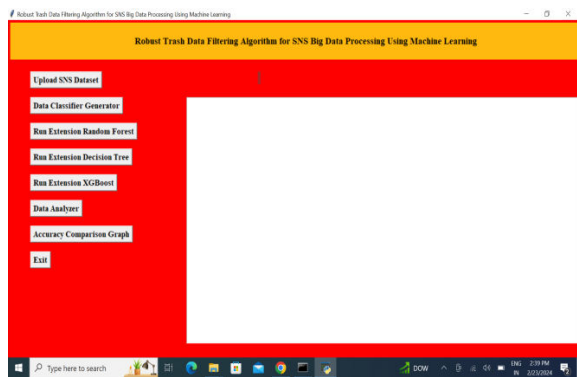 Robust Trash Data Filtering Algorithm for SNS Big Data Processing Using Machine Learning
Robust Trash Data Filtering Algorithm for SNS Big Data Processing Using Machine Learning
Upload SNS Dataset
Data Classifier Generator
Run Extension Random Forest
Run Extension Decision Tree
Run Extension XGBoost
Data Analyzer
Accuracy Comparison Graph
Exit
Type here to search
DOW
ENG 2:39 PM
IN 2/23/2024